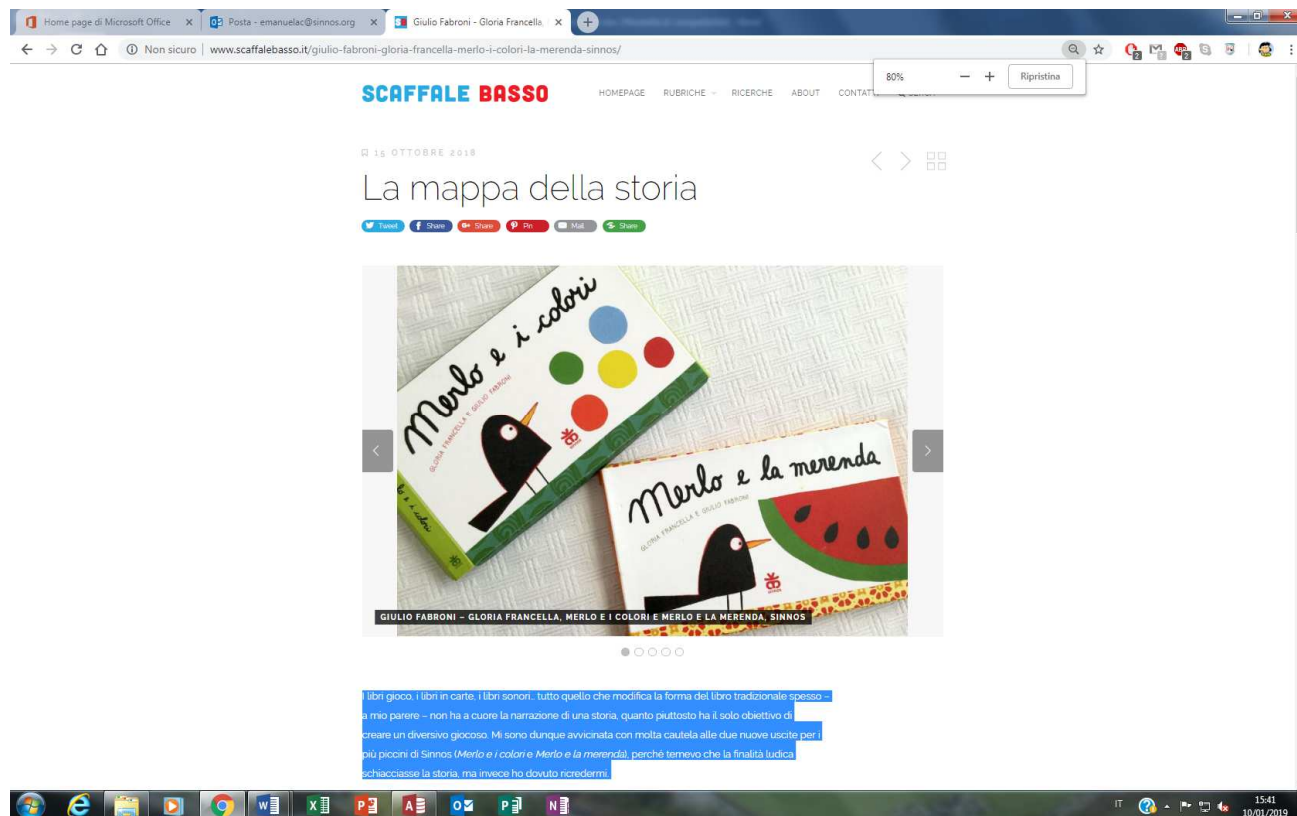 Home page di Microsoft Office
Posta - emanuelac@sinnos.org
Giulio Fabroni - Gloria Francella,
Non sicuro
www.scaffalebasso.it/giulio-fabroni-gloria-francella-merlo-i-colori-la-merenda-sinnos/
80% − + Ripristina
SCAFFALE BASSO
HOMEPAGE RUBRICHE RICERCHE ABOUT CONTATTI
15 OTTOBRE 2018
La mappa della storia
Tweet Share Share Pin Mail Share
Merlo e i colori
GLORIA FRANCELLA E GIULIO FABRONI
Merlo e la merenda
GLORIA FRANCELLA E GIULIO FABRONI
GIULIO FABRONI – GLORIA FRANCELLA, MERLO E I COLORI E MERLO E LA MERENDA, SINNOS
I libri gioco, i libri in carte, i libri sonori… tutto quello che modifica la forma del libro tradizionale spesso –
a mio parere – non ha a cuore la narrazione di una storia, quanto piuttosto ha il solo obiettivo di
creare un diversivo giocoso. Mi sono dunque avvicinata con molta cautela alle due nuove uscite per i
più piccini di Sinnos (Merlo e i colori e Merlo e la merenda), perché temevo che la finalità ludica
schiacciasse la storia, ma invece ho dovuto ricredermi.
IT
15:41
10/01/2019